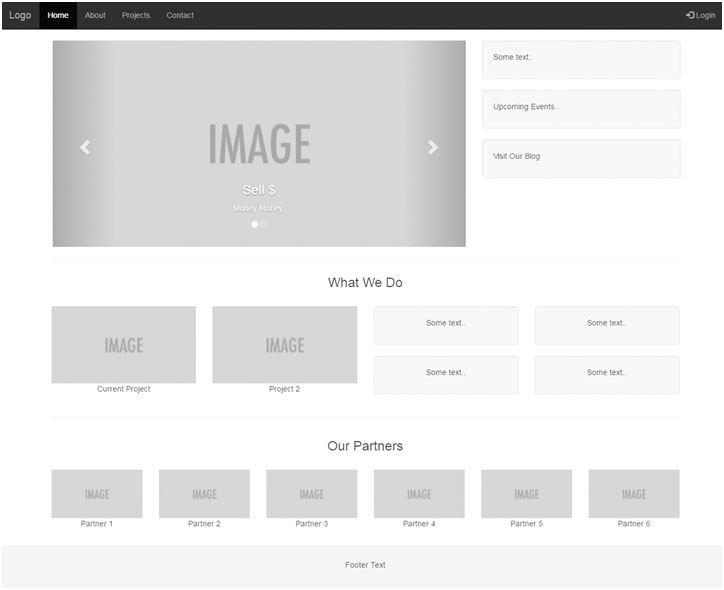 Logo Home About Projects Contact Login
IMAGE
Sell $
Money Money
Some text..
Upcoming Events..
Visit Our Blog
What We Do
IMAGE
Current Project
IMAGE
Project 2
Some text..
Some text..
Some text..
Some text..
Our Partners
IMAGE IMAGE IMAGE IMAGE IMAGE IMAGE
Partner 1 Partner 2 Partner 3 Partner 4 Partner 5 Partner 6
Footer Text